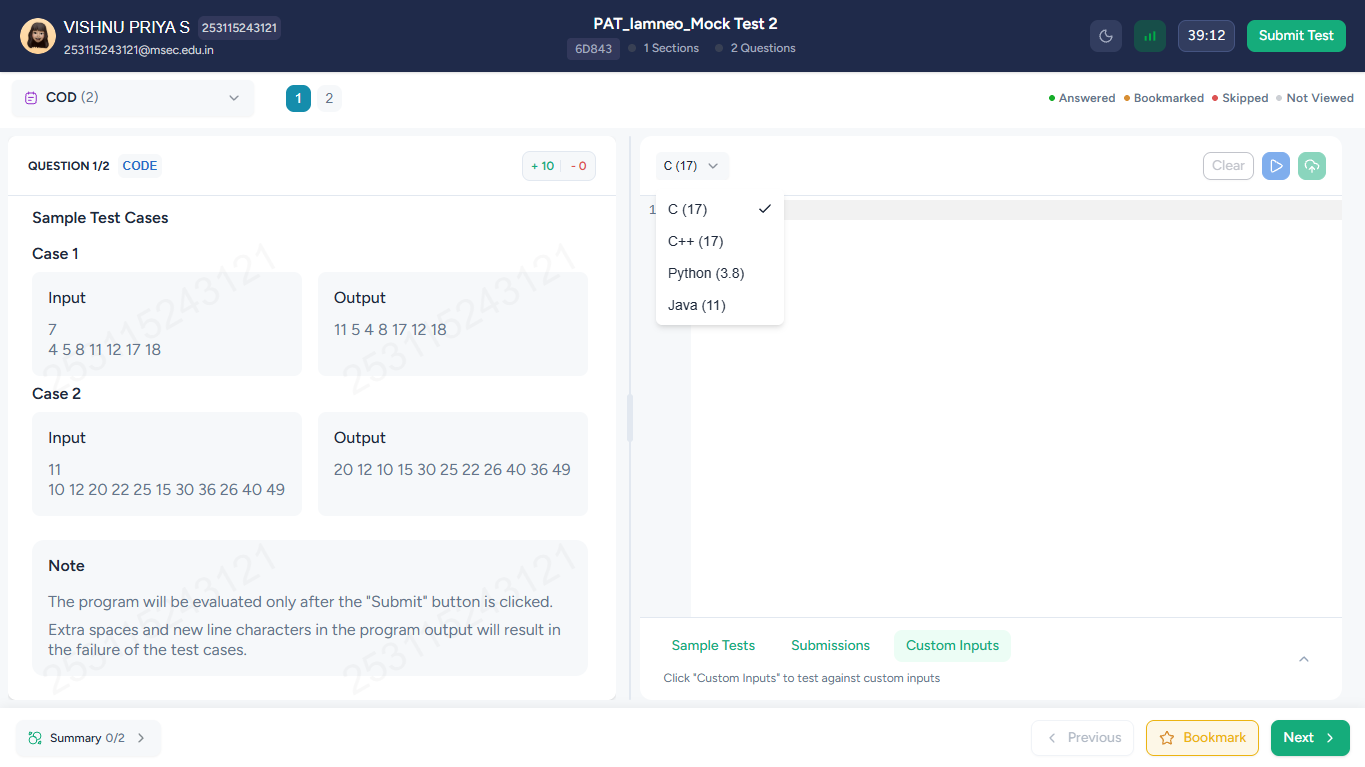 VISHNU PRIYA S 253115243121
253115243121@msec.edu.in
PAT_Iamneo_Mock Test 2
6D843 1 Sections 2 Questions
39:12
Submit Test
COD (2)
1 2
Answered Bookmarked Skipped Not Viewed
QUESTION 1/2 CODE
+ 10 - 0
Sample Test Cases
Case 1
Input
7
4 5 8 11 12 17 18
Output
11 5 4 8 17 12 18
Case 2
Input
11
10 12 20 22 25 15 30 36 26 40 49
Output
20 12 10 15 30 25 22 26 40 36 49
Note
The program will be evaluated only after the "Submit" button is clicked.
Extra spaces and new line characters in the program output will result in
the failure of the test cases.
253115243121
253115243121
253115243121
253115243121
C (17)
Clear
1
C (17)
C++ (17)
Python (3.8)
Java (11)
Sample Tests Submissions Custom Inputs
Click "Custom Inputs" to test against custom inputs
Summary 0/2
Previous
Bookmark
Next